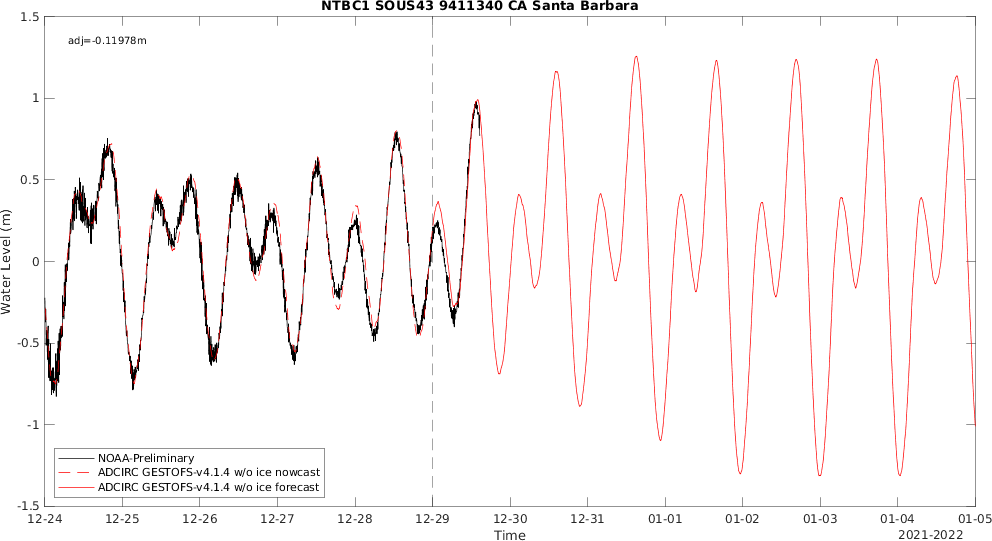 NTBC1 SOUS43 9411340 CA Santa Barbara
adj=-0.11978m
1.5
1
0.5
0
-0.5
-1
-1.5
Water Level (m)
NOAA-Preliminary
ADCIRC GESTOFS-v4.1.4 w/o ice nowcast
ADCIRC GESTOFS-v4.1.4 w/o ice forecast
12-24 12-25 12-26 12-27 12-28 12-29 12-30 12-31 01-01 01-02 01-03 01-04 01-05
Time
2021-2022